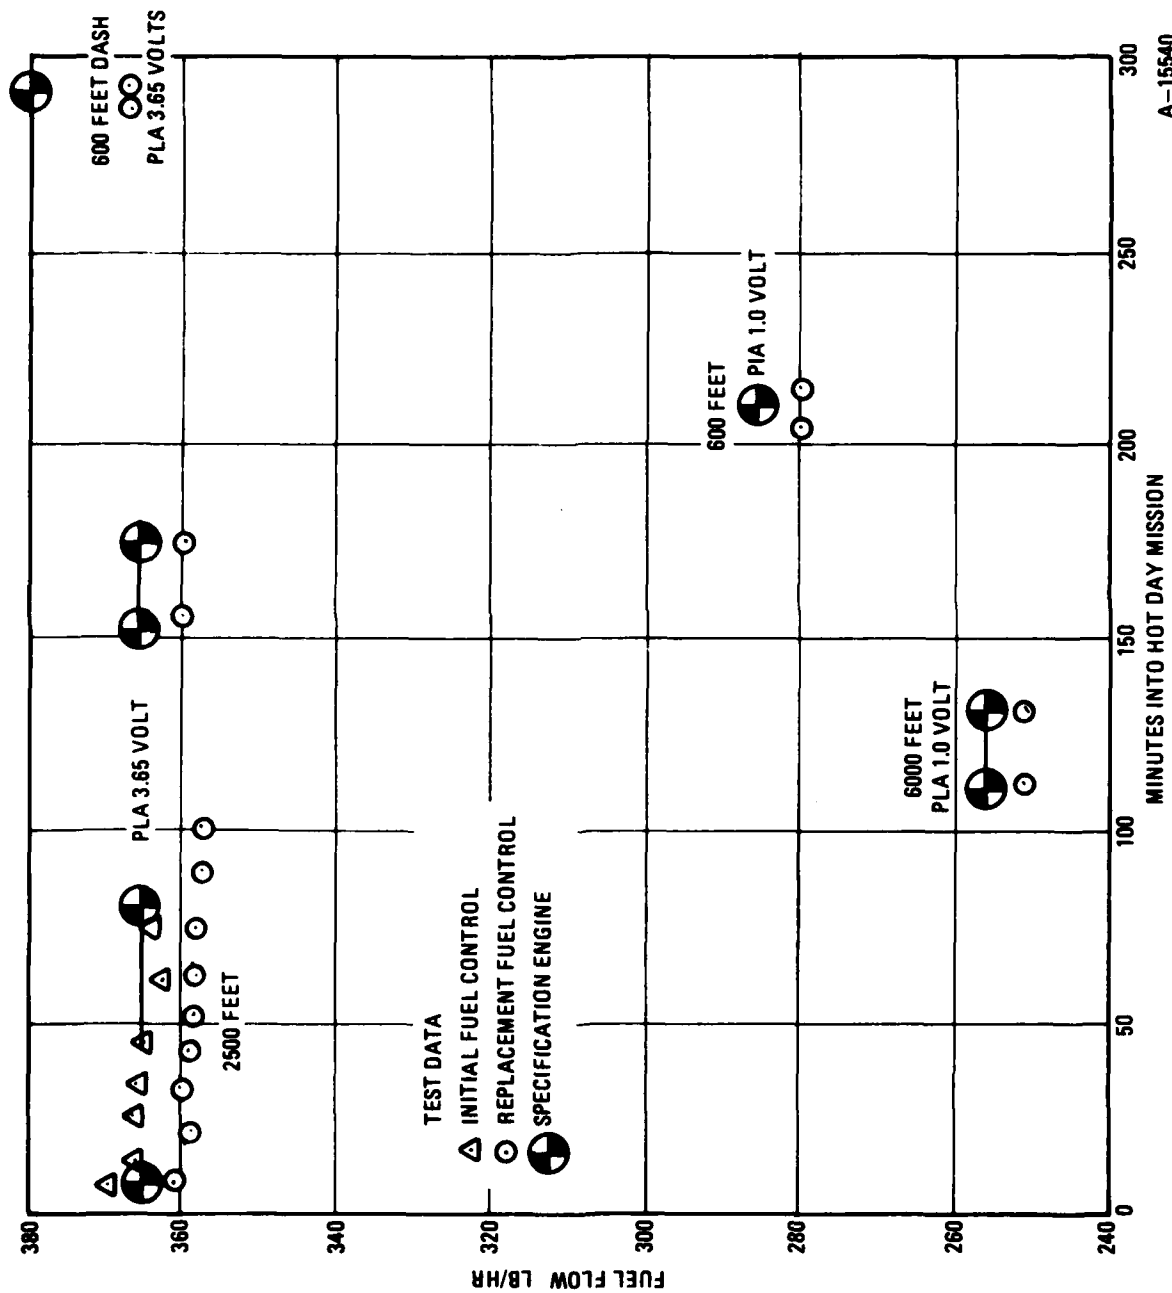 600 FEET DASH
PLA 3.65 VOLTS
PLA 3.65 VOLT
2500 FEET
600 FEET
PIA 1.0 VOLT
6000 FEET
PLA 1.0 VOLT
TEST DATA
INITIAL FUEL CONTROL
REPLACEMENT FUEL CONTROL
SPECIFICATION ENGINE
380
360
340
320
300
280
260
240
FUEL FLOW LB/HR
0
50
100
150
200
250
300
MINUTES INTO HOT DAY MISSION
A-15540